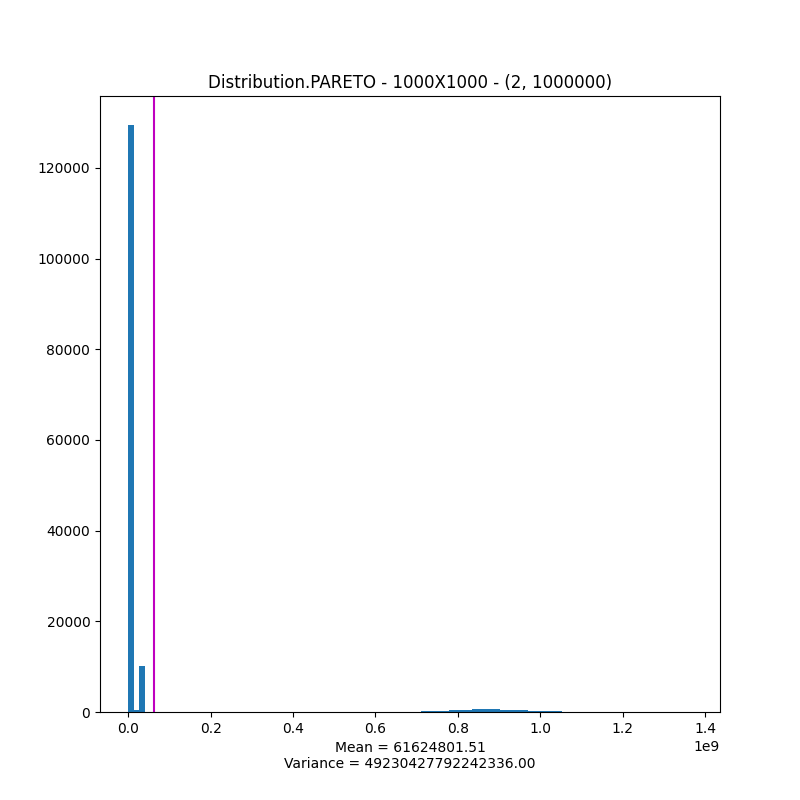 Distribution.PARETO - 1000X1000 - (2, 1000000)
120000
100000
80000
60000
40000
20000
0
0.0 0.2 0.4 0.6 0.8 1.0 1.2 1.4
1e9
Mean = 61624801.51
Variance = 49230427792242336.00